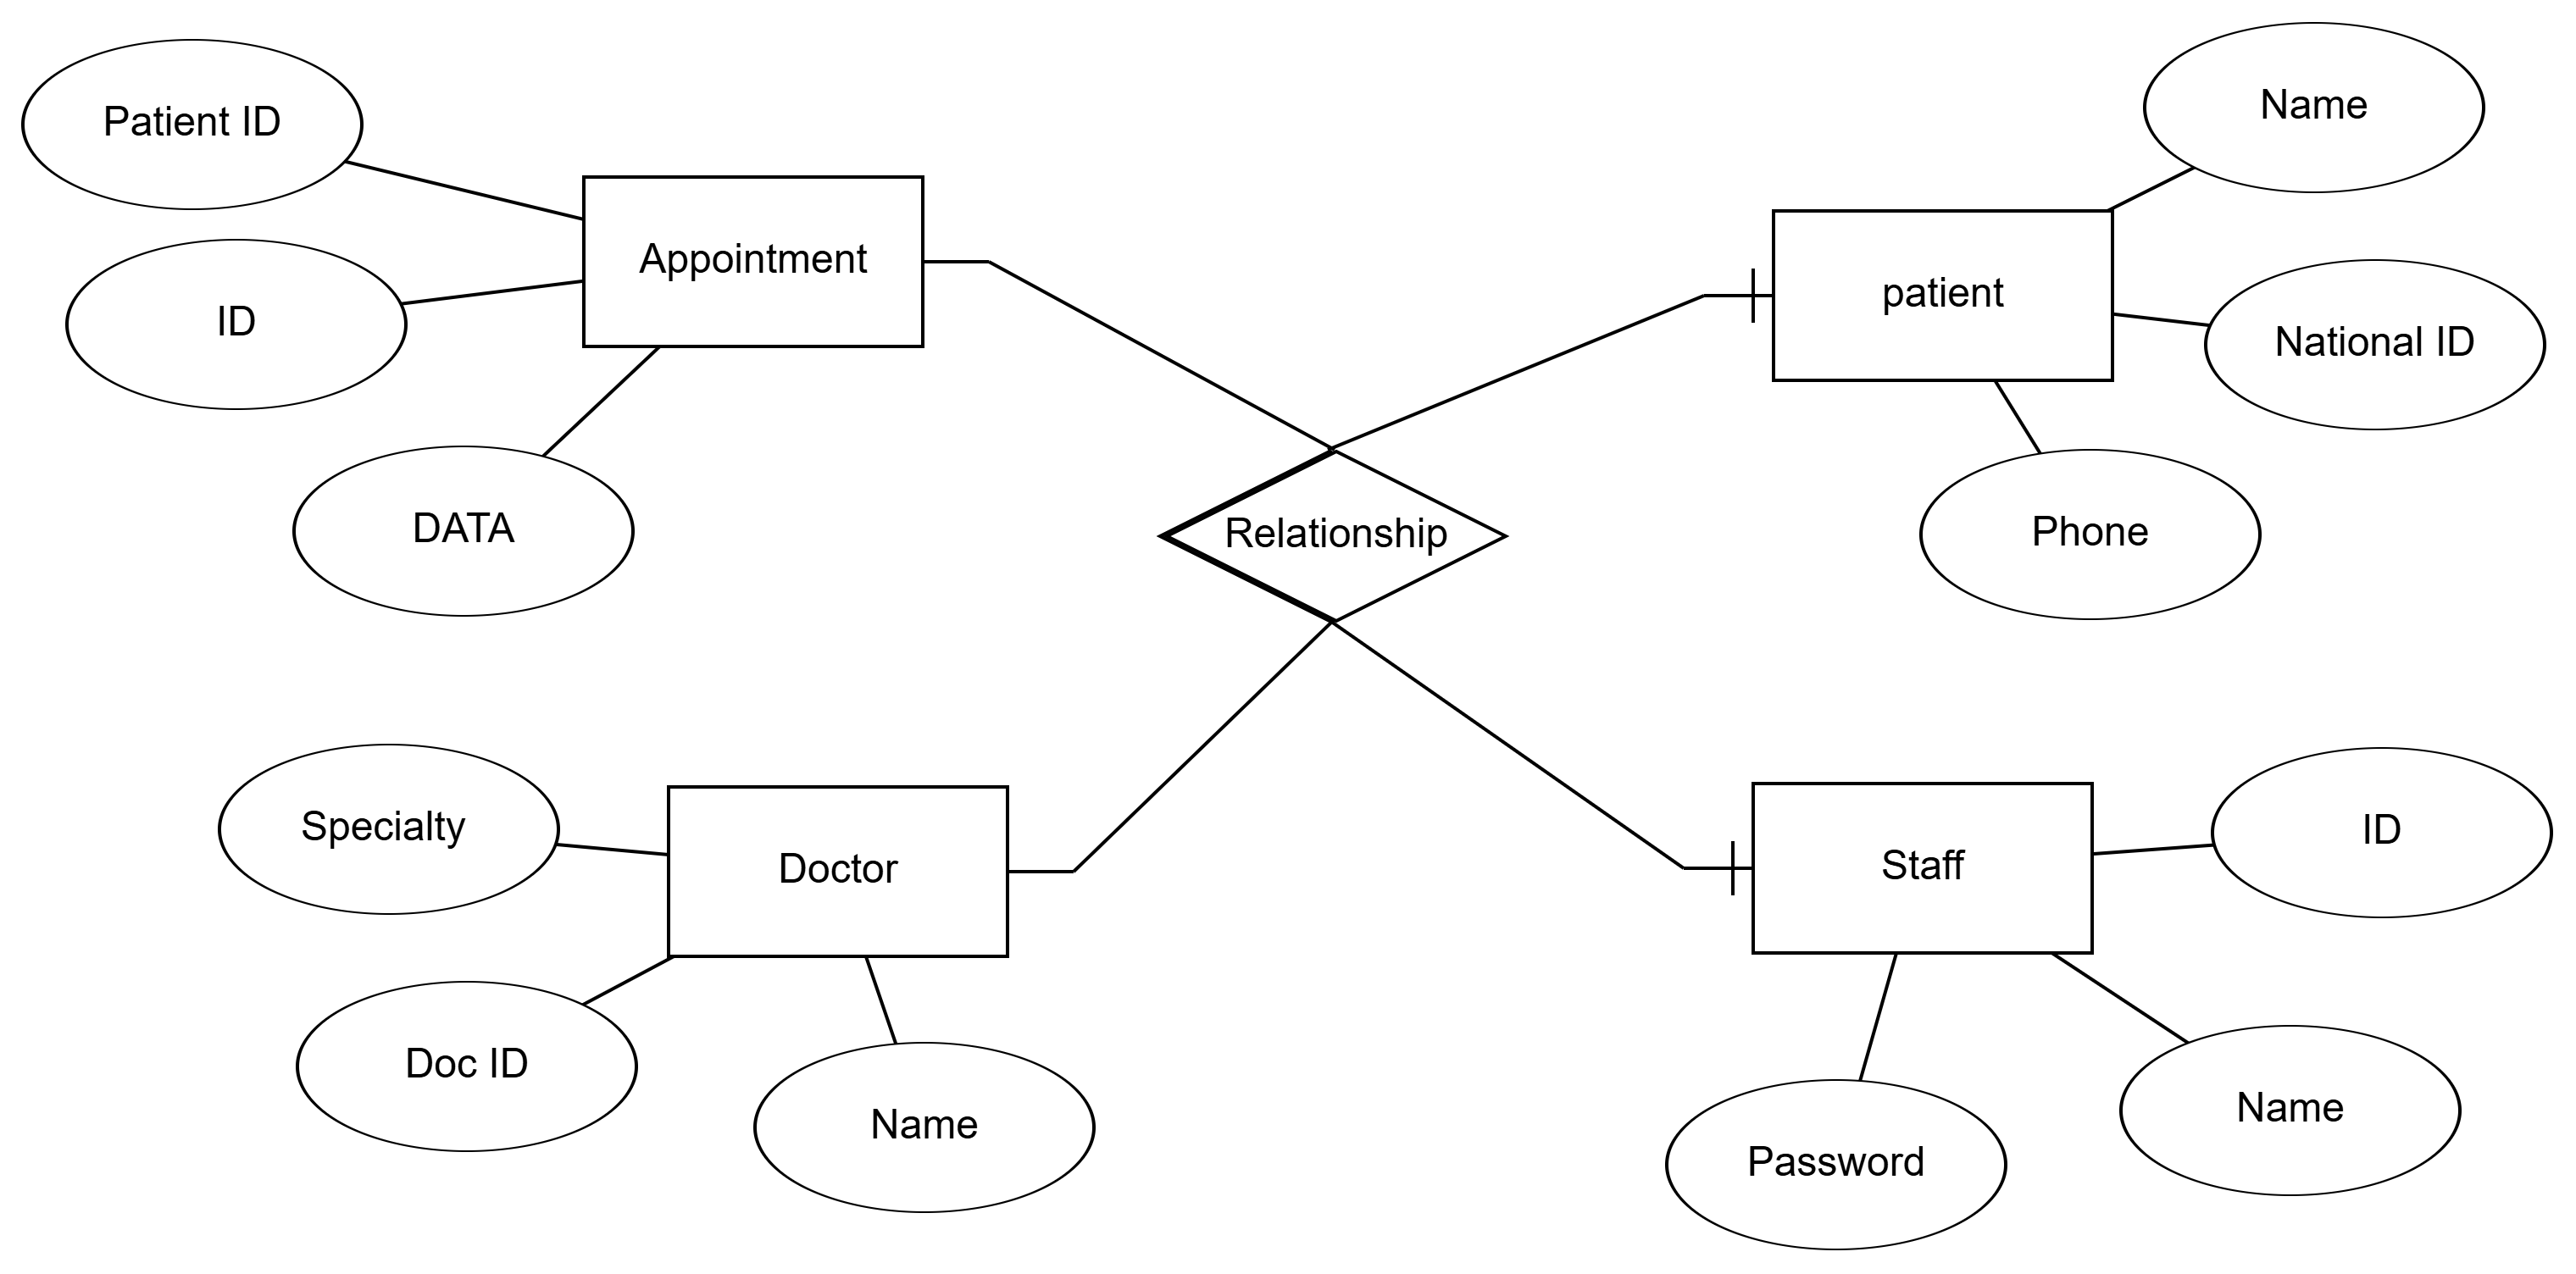 Name
Patient ID
Appointment
patient
ID
National ID
DATA
Relationship
Phone
Specialty
Doctor
Staff
ID
Doc ID
Name
Name
Password